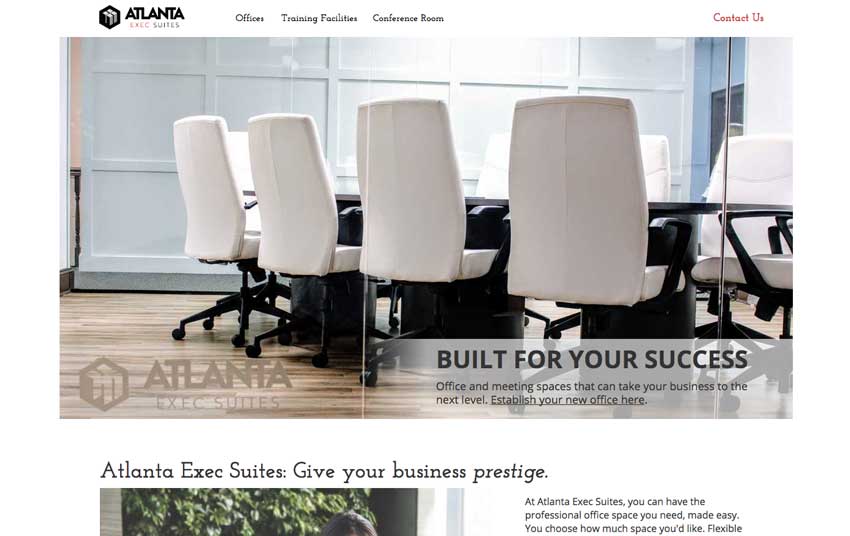 ATLANTA
EXEC SUITES
Offices Training Facilities Conference Room
Contact Us
BUILT FOR YOUR SUCCESS
Office and meeting spaces that can take your business to the
next level. Establish your new office here.
ATLANTA
EXEC SUITES
Atlanta Exec Suites: Give your business prestige.
At Atlanta Exec Suites, you can have the
professional office space you need, made easy.
You choose how much space you'd like. Flexible